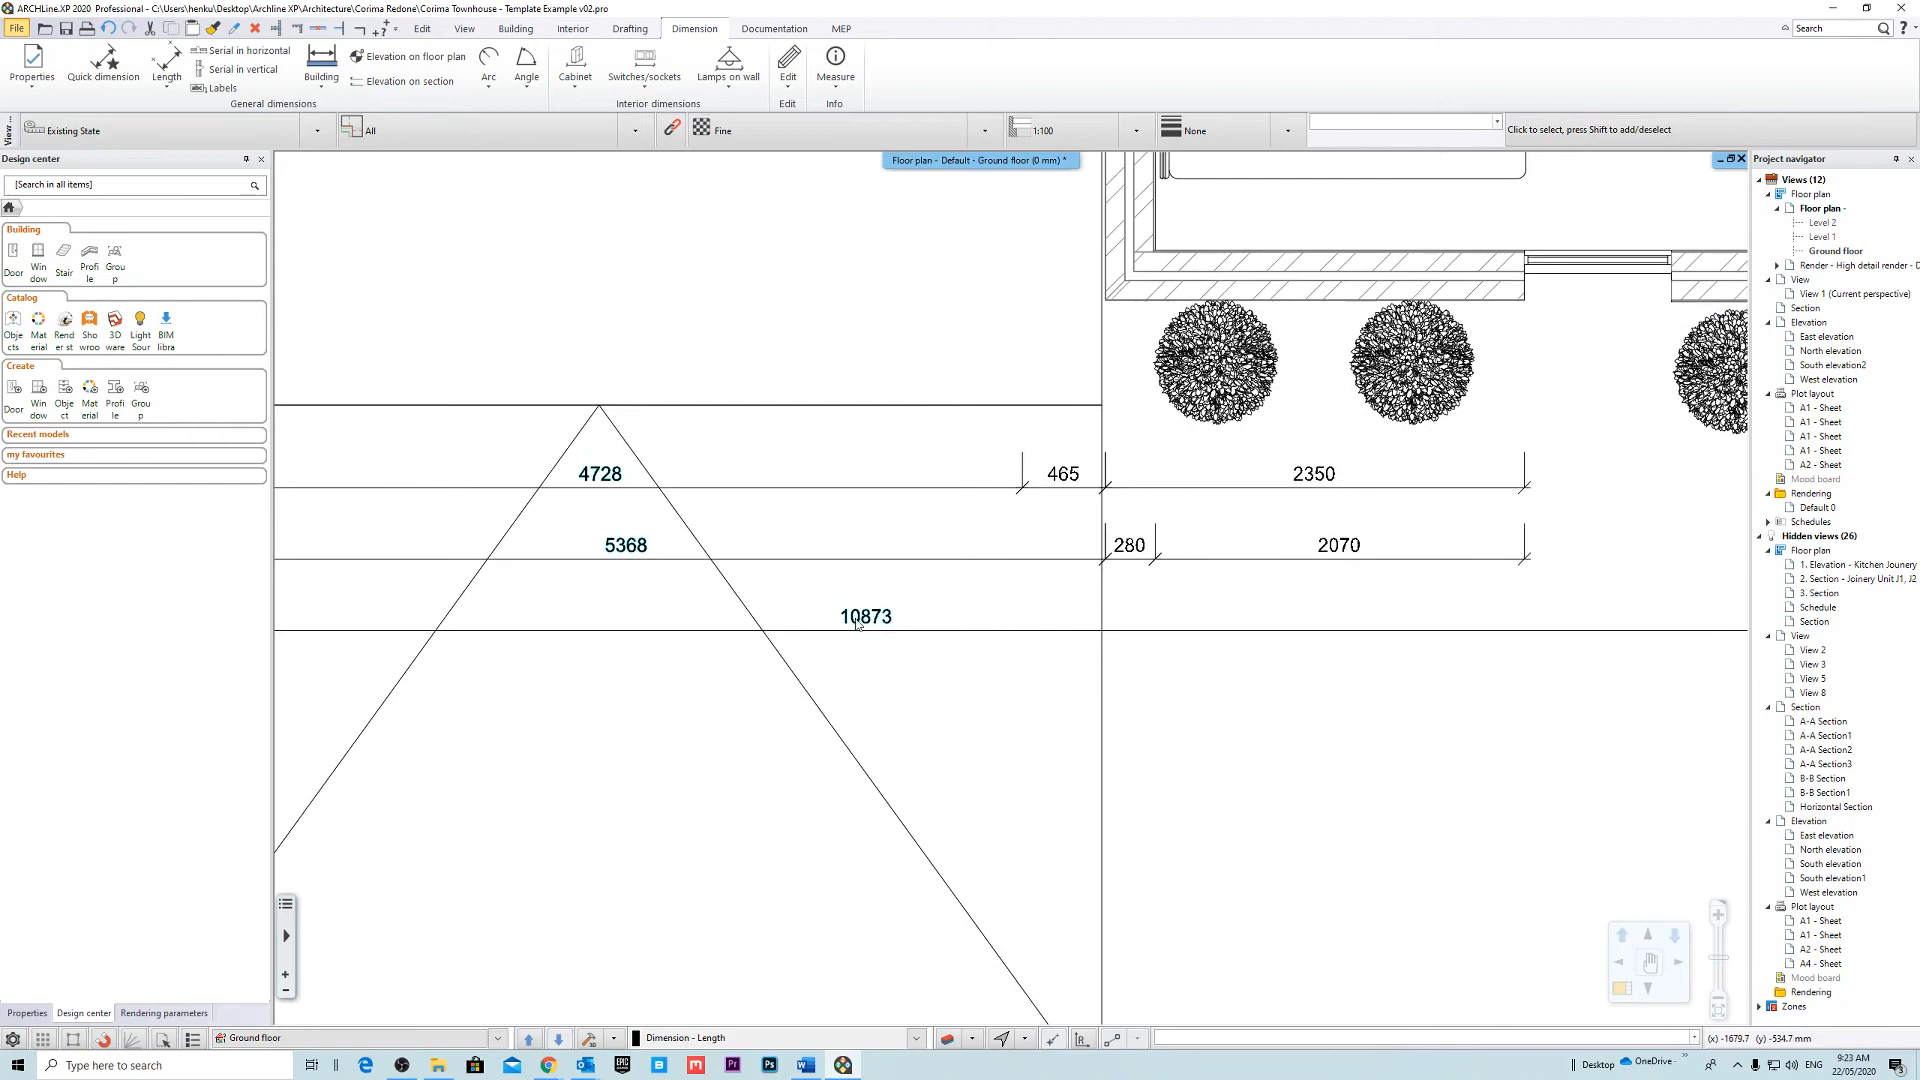 ARCHLine.XP 2020 Professional - C:\Users\henku\Desktop\Archline XP\Architecture\Corima Redone\Corima Townhouse - Template Example v02.pro
File Edit View Building Interior Drafting Dimension Documentation MEP Search
Properties Quick dimension Length Serial in horizontal Serial in vertical Labels Building Elevation on floor plan Elevation on section Arc Angle Cabinet Switches/sockets Lamps on wall Edit Measure
General dimensions Interior dimensions Edit Info
View ... Existing State All Fine 1:100 None Click to select, press Shift to add/deselect
Design center
[Search in all items]
Building
Door Win dow Stair Profi le Grou p
Catalog
Obje cts Mat erial Rend er st Sho wroo 3D ware Light Sour BIM libra
Create
Door Win dow Obje ct Mat erial Profi le Grou p
Recent models
my favourites
Help
Properties Design center Rendering parameters
Floor plan - Default - Ground floor (0 mm) *
4728 465 2350
5368 280 2070
10873
Project navigator
Views (12)
Floor plan
Floor plan -
Level 2
Level 1
Ground floor
Render - High detail render - D
View
View 1 (Current perspective)
Section
Elevation
East elevation
North elevation
South elevation2
West elevation
Plot layout
A1 - Sheet
A1 - Sheet
A1 - Sheet
A1 - Sheet
A2 - Sheet
Mood board
Rendering
Default 0
Schedules
Hidden views (26)
Floor plan
1. Elevation - Kitchen Jounery
2. Section - Joinery Unit J1, J2
3. Section
Schedule
Section
View
View 2
View 3
View 5
View 8
Section
A-A Section
A-A Section1
A-A Section2
A-A Section3
B-B Section
B-B Section1
Horizontal Section
Elevation
East elevation
North elevation
South elevation
South elevation1
West elevation
Plot layout
A1 - Sheet
A1 - Sheet
A2 - Sheet
A4 - Sheet
Mood board
Rendering
Zones
Ground floor Dimension - Length (x) -1679.7 (y) -534.7 mm
Type here to search Desktop OneDrive ENG 9:23 AM
22/05/2020